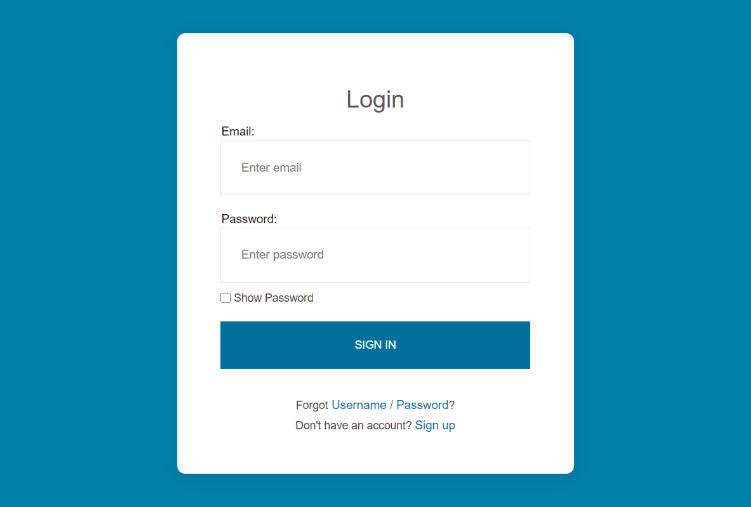 Login
Email:
Enter email
Password:
Enter password
Show Password
SIGN IN
Forgot Username / Password?
Don't have an account? Sign up